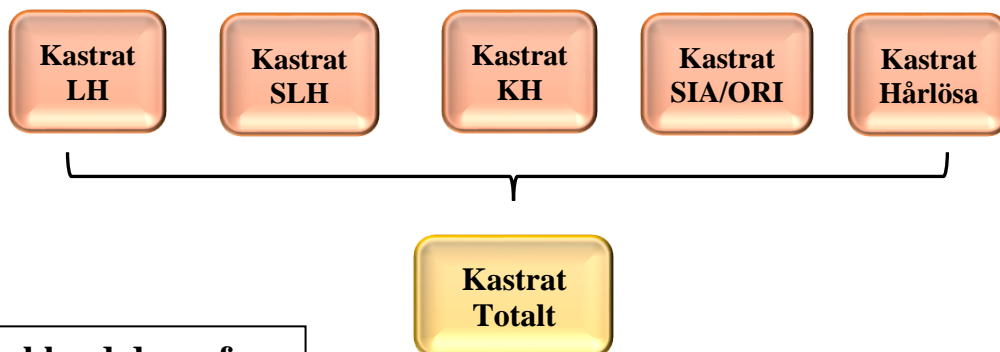 Kastrat
LH
Kastrat
SLH
Kastrat
KH
Kastrat
SIA/ORI
Kastrat
Hårlösa
Kastrat
Totalt